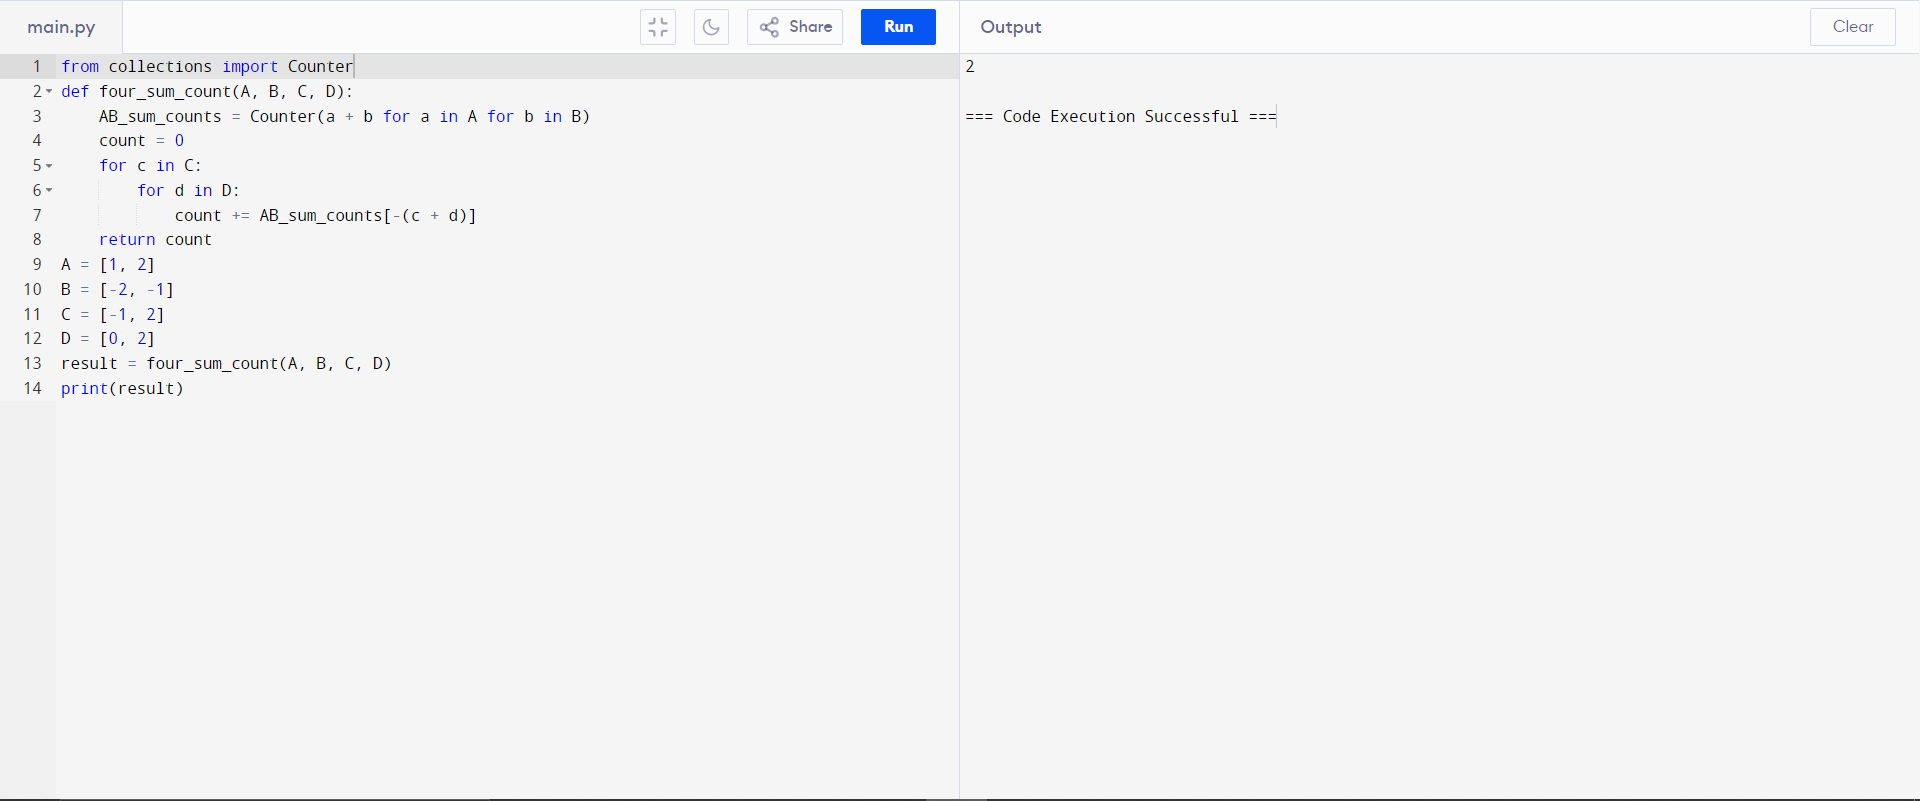 main.py
Share
Run
Output
Clear
1 from collections import Counter
2 def four_sum_count(A, B, C, D):
3     AB_sum_counts = Counter(a + b for a in A for b in B)
4     count = 0
5     for c in C:
6         for d in D:
7             count += AB_sum_counts[-(c + d)]
8     return count
9 A = [1, 2]
10 B = [-2, -1]
11 C = [-1, 2]
12 D = [0, 2]
13 result = four_sum_count(A, B, C, D)
14 print(result)
2
=== Code Execution Successful ===